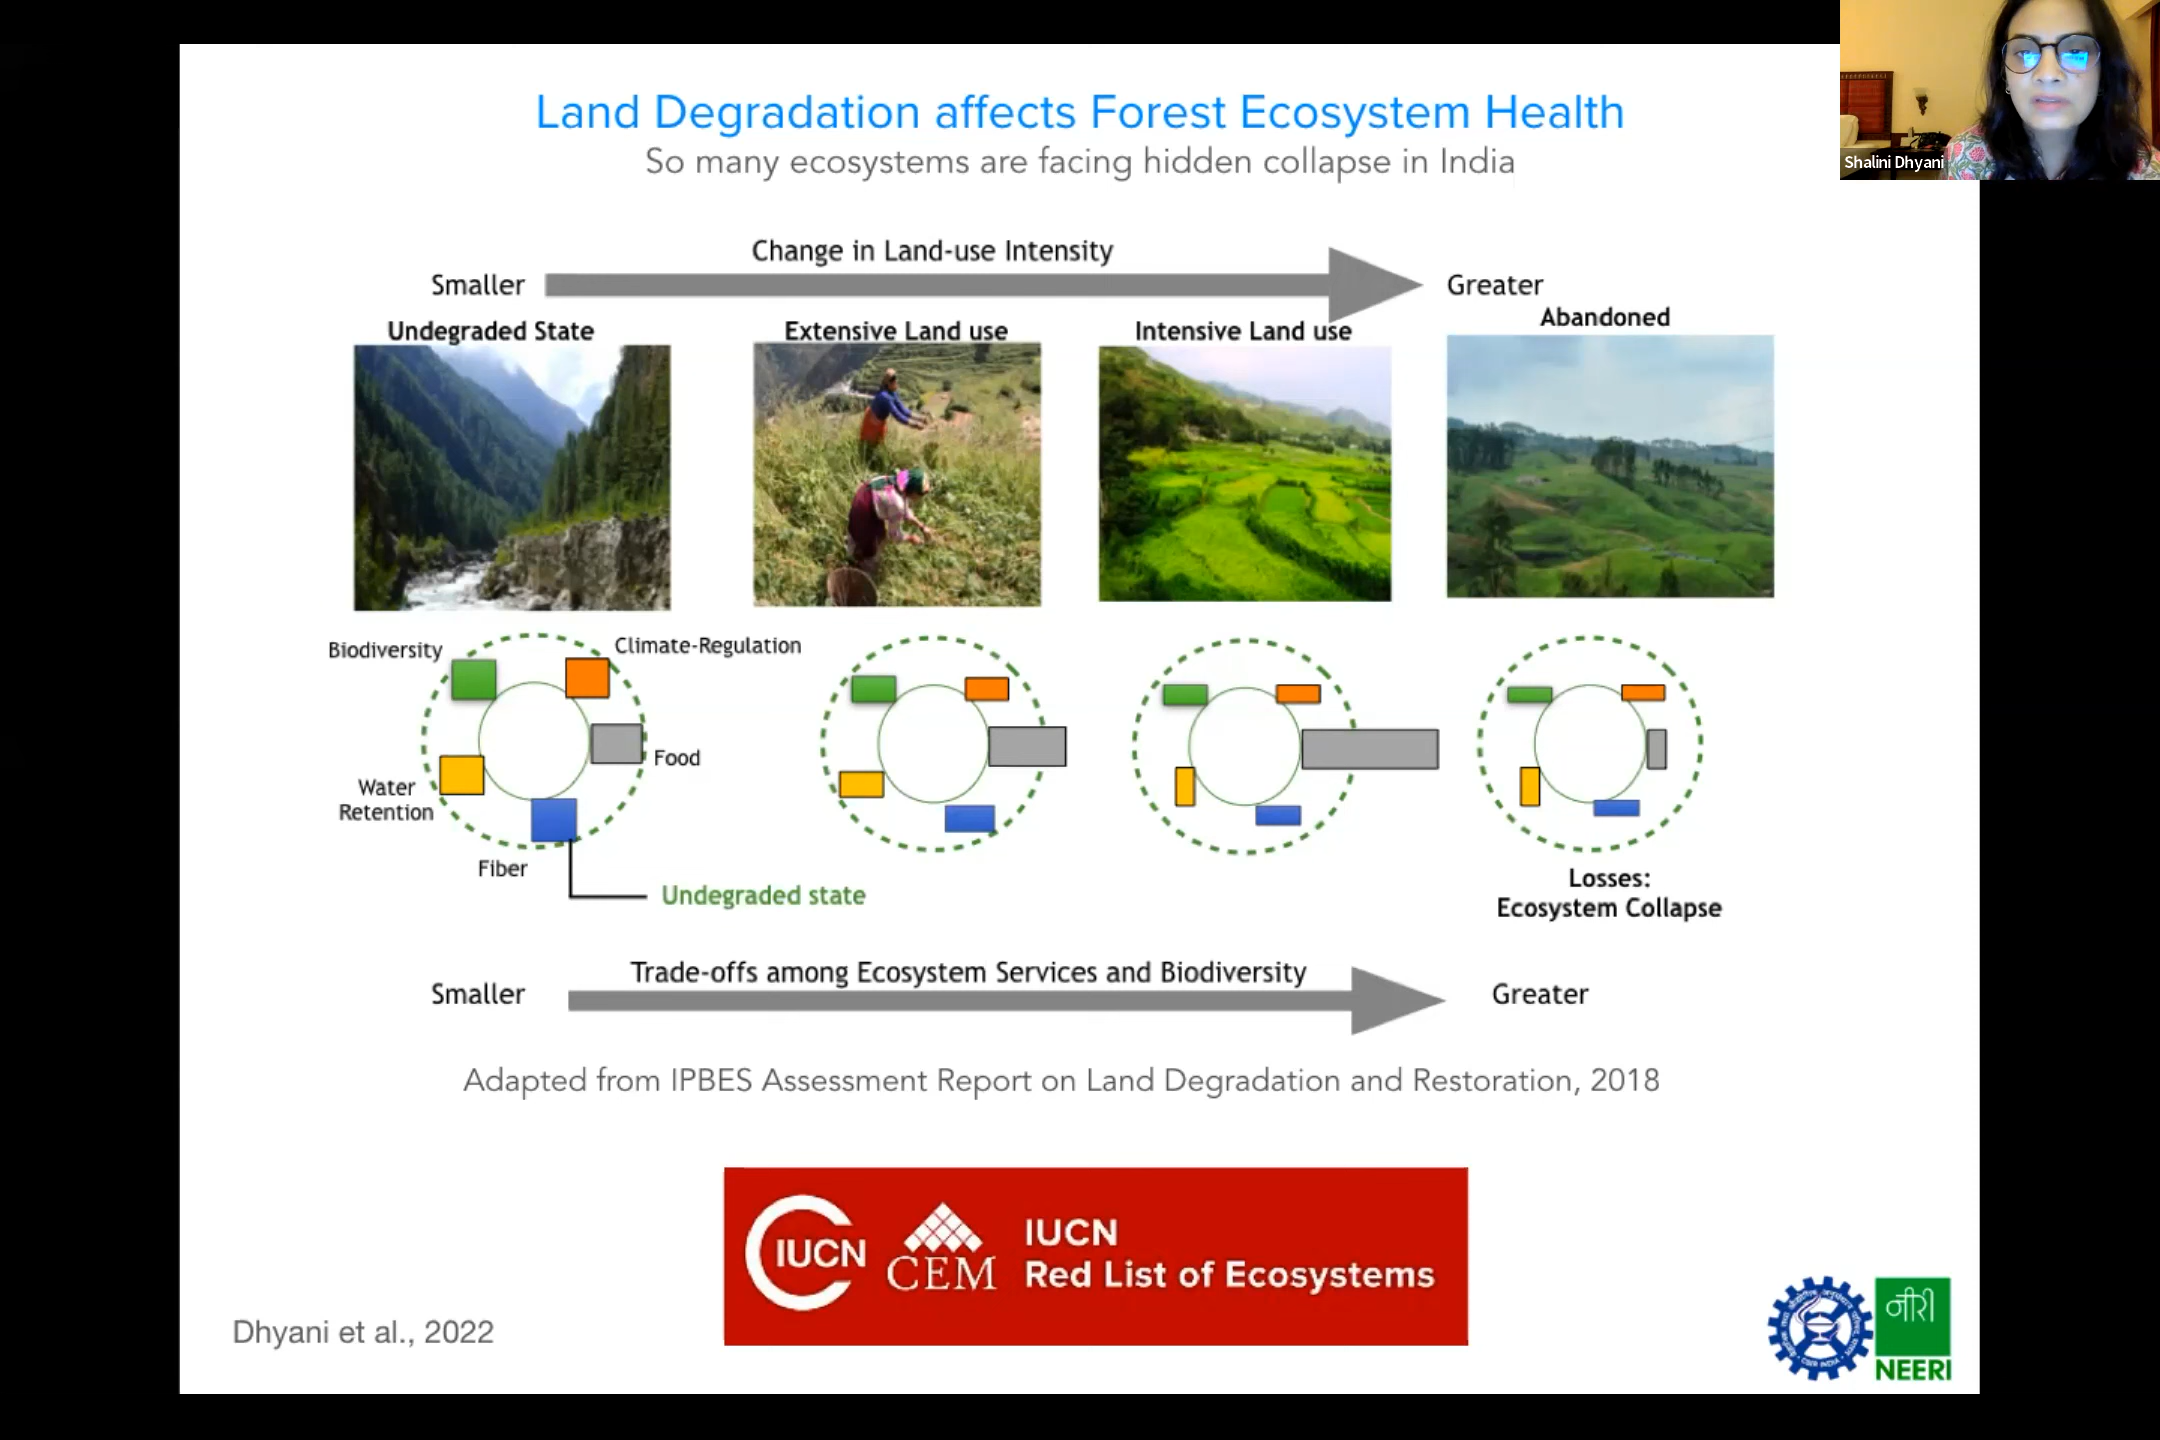 Land Degradation affects Forest Ecosystem Health
So many ecosystems are facing hidden collapse in India
Shalini Dhyani
Change in Land-use Intensity
Smaller
Greater
Undegraded State
Extensive Land use
Intensive Land use
Abandoned
Biodiversity
Climate-Regulation
Food
Water
Retention
Fiber
Undegraded state
Losses:
Ecosystem Collapse
Trade-offs among Ecosystem Services and Biodiversity
Smaller
Greater
Adapted from IPBES Assessment Report on Land Degradation and Restoration, 2018
IUCN
CEM
IUCN
Red List of Ecosystems
Dhyani et al., 2022
CSIR INDIA
नीरी
NEERI